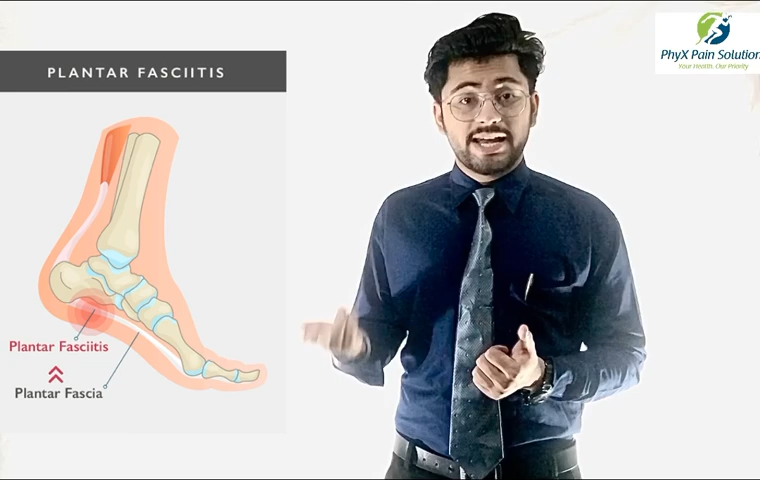 PLANTAR FASCIITIS
Plantar Fasciitis
Plantar Fascia
PhyX Pain Solution
Your Health. Our Priority